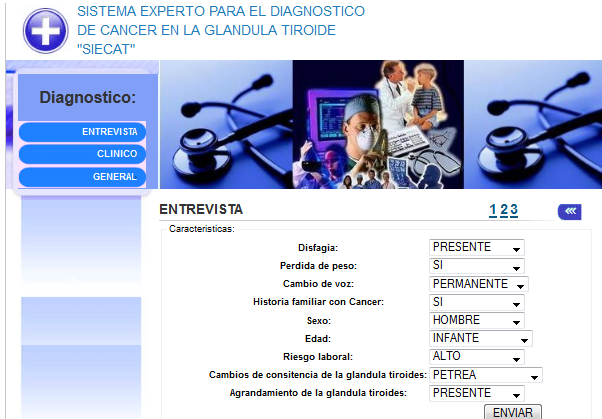 SISTEMA EXPERTO PARA EL DIAGNOSTICO
DE CANCER EN LA GLANDULA TIROIDE
"SIECAT"
Diagnostico:
ENTREVISTA
CLINICO
GENERAL
ENTREVISTA 1 2 3
Caracteristicas:
Disfagia: PRESENTE
Perdida de peso: SI
Cambio de voz: PERMANENTE
Historia familiar con Cancer: SI
Sexo: HOMBRE
Edad: INFANTE
Riesgo laboral: ALTO
Cambios de consitencia de la glandula tiroides: PETREA
Agrandamiento de la glandula tiroides: PRESENTE
ENVIAR